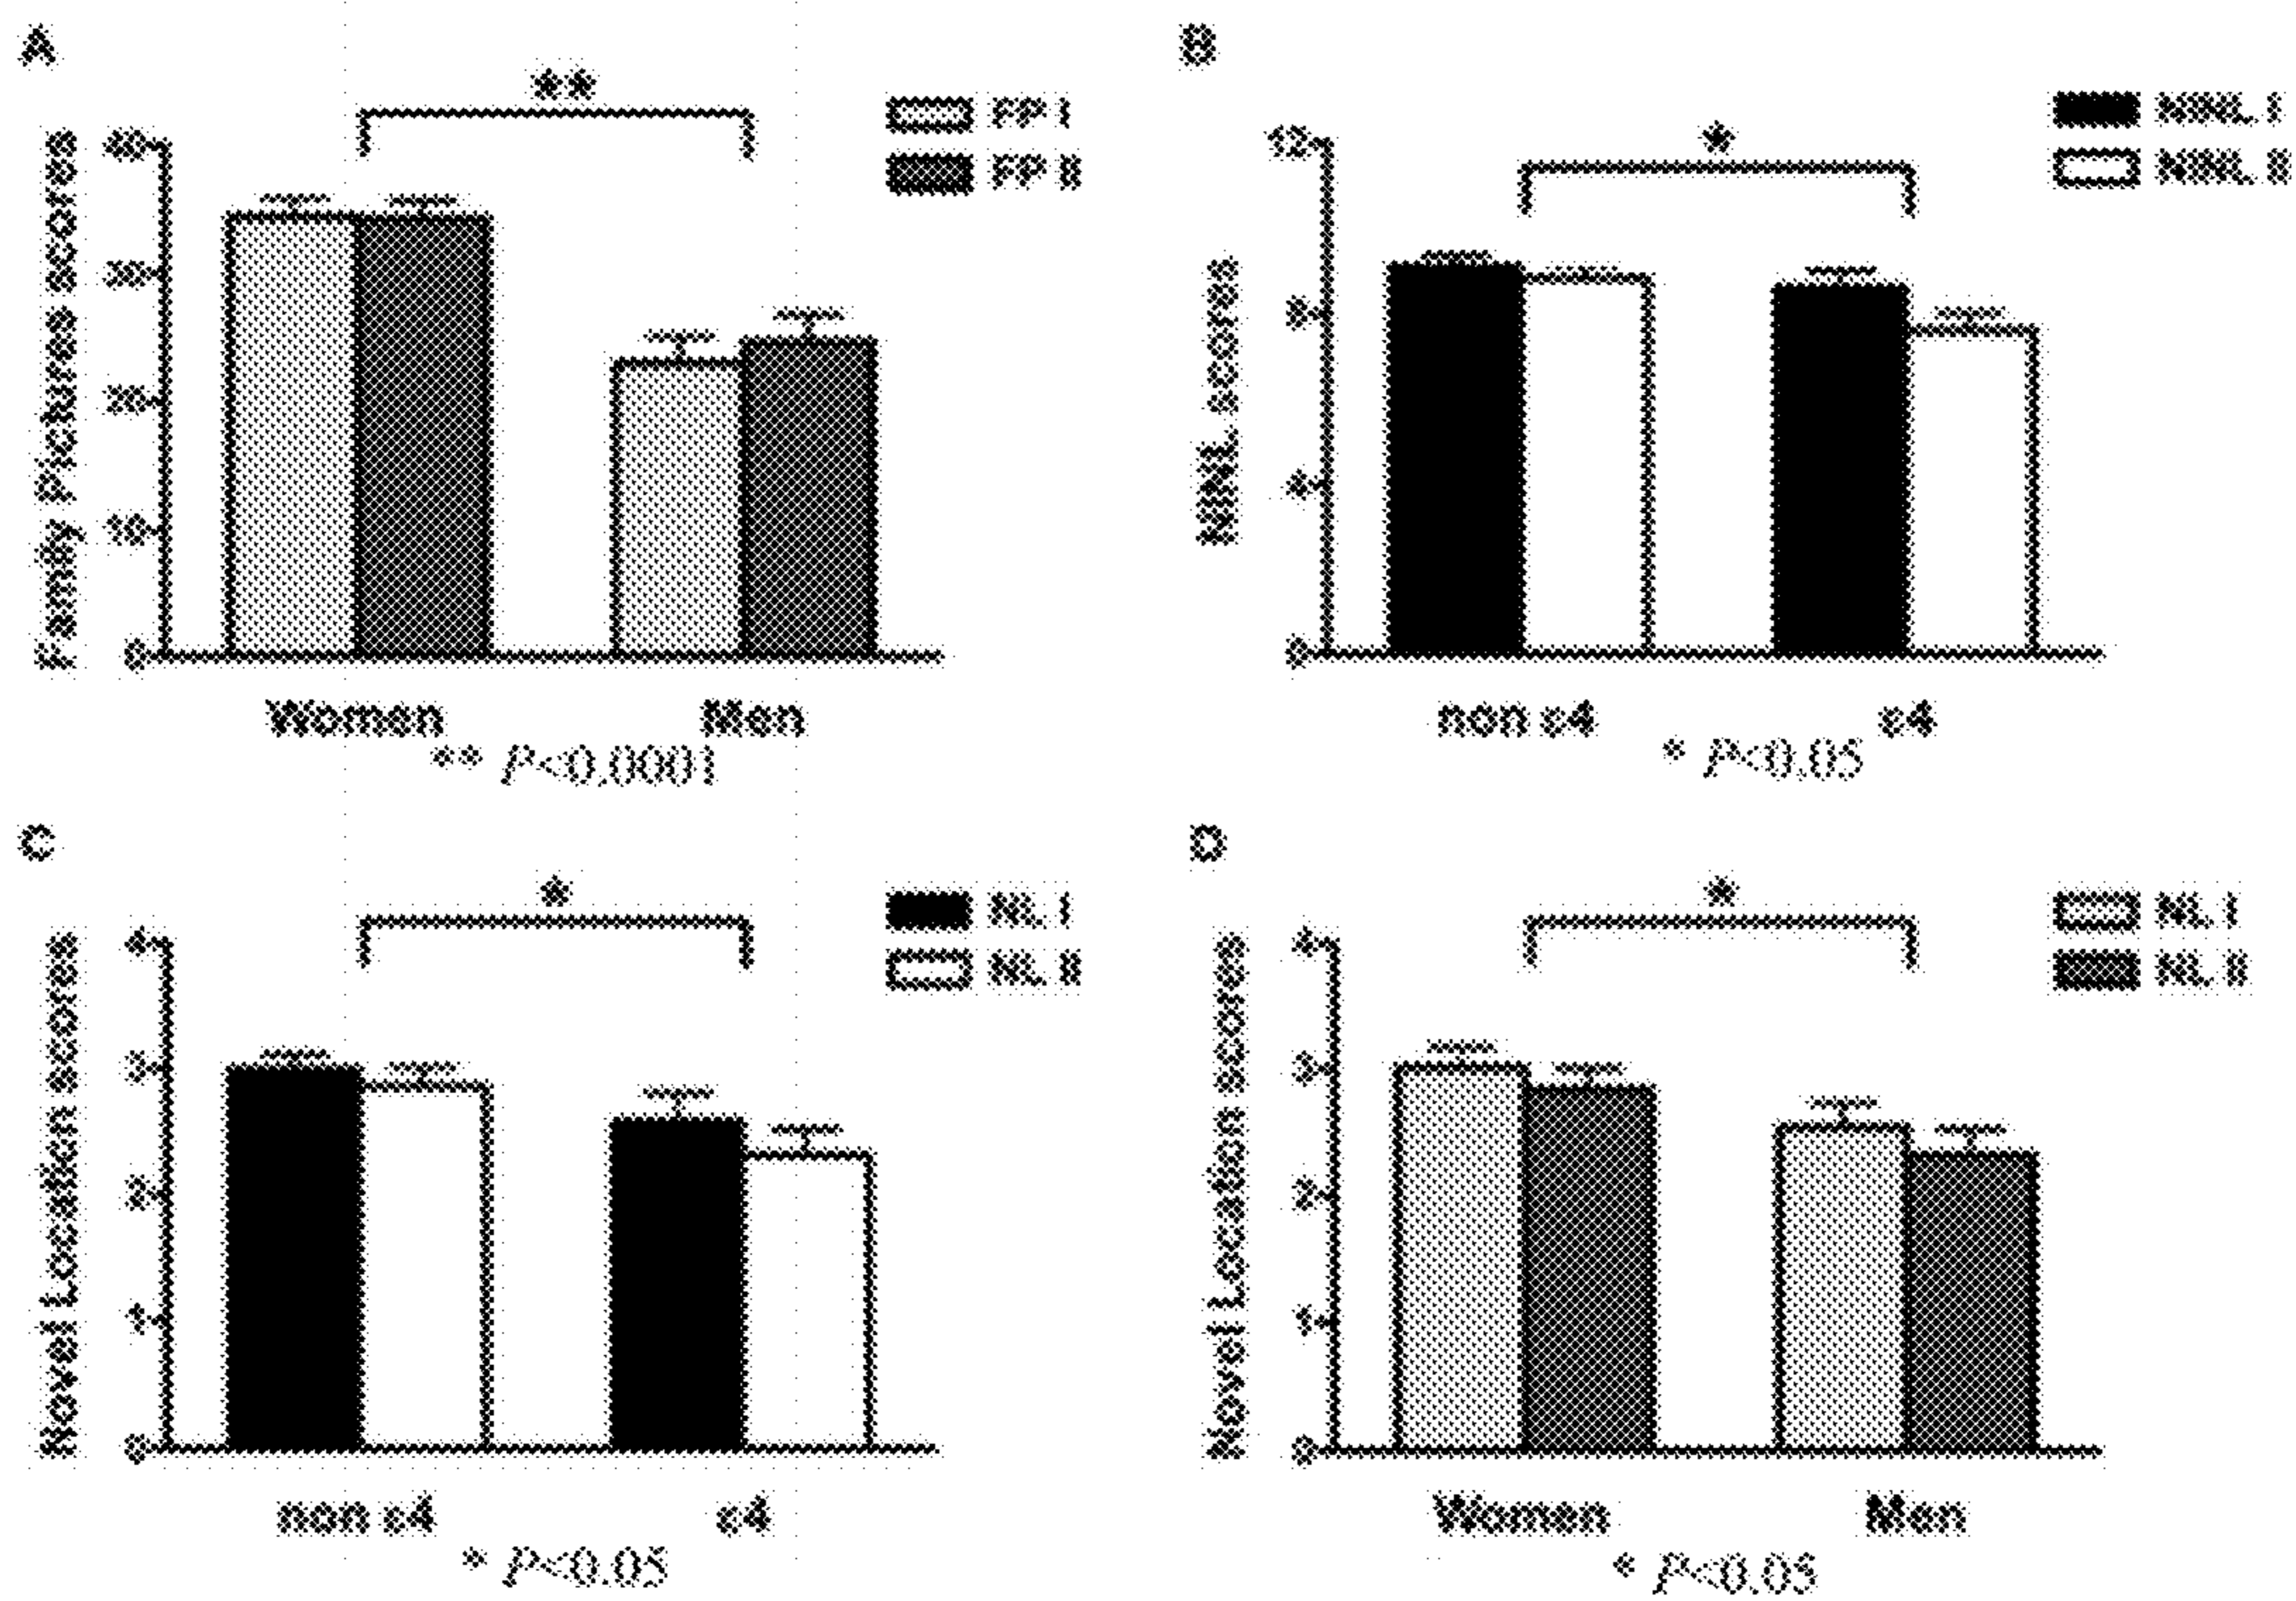 A
**
FP I
FP II
Family Pictures scores
40
30
20
10
0
Women
Men
** P<0.0001
B
*
NINL I
NINL II
NINL scores
12
8
4
0
non ε4
ε4
* P<0.05
C
*
NL I
NL II
Novel Location scores
4
3
2
1
0
non ε4
ε4
* P<0.05
D
*
NL I
NL II
Novel Location scores
4
3
2
1
0
Women
Men
* P<0.05